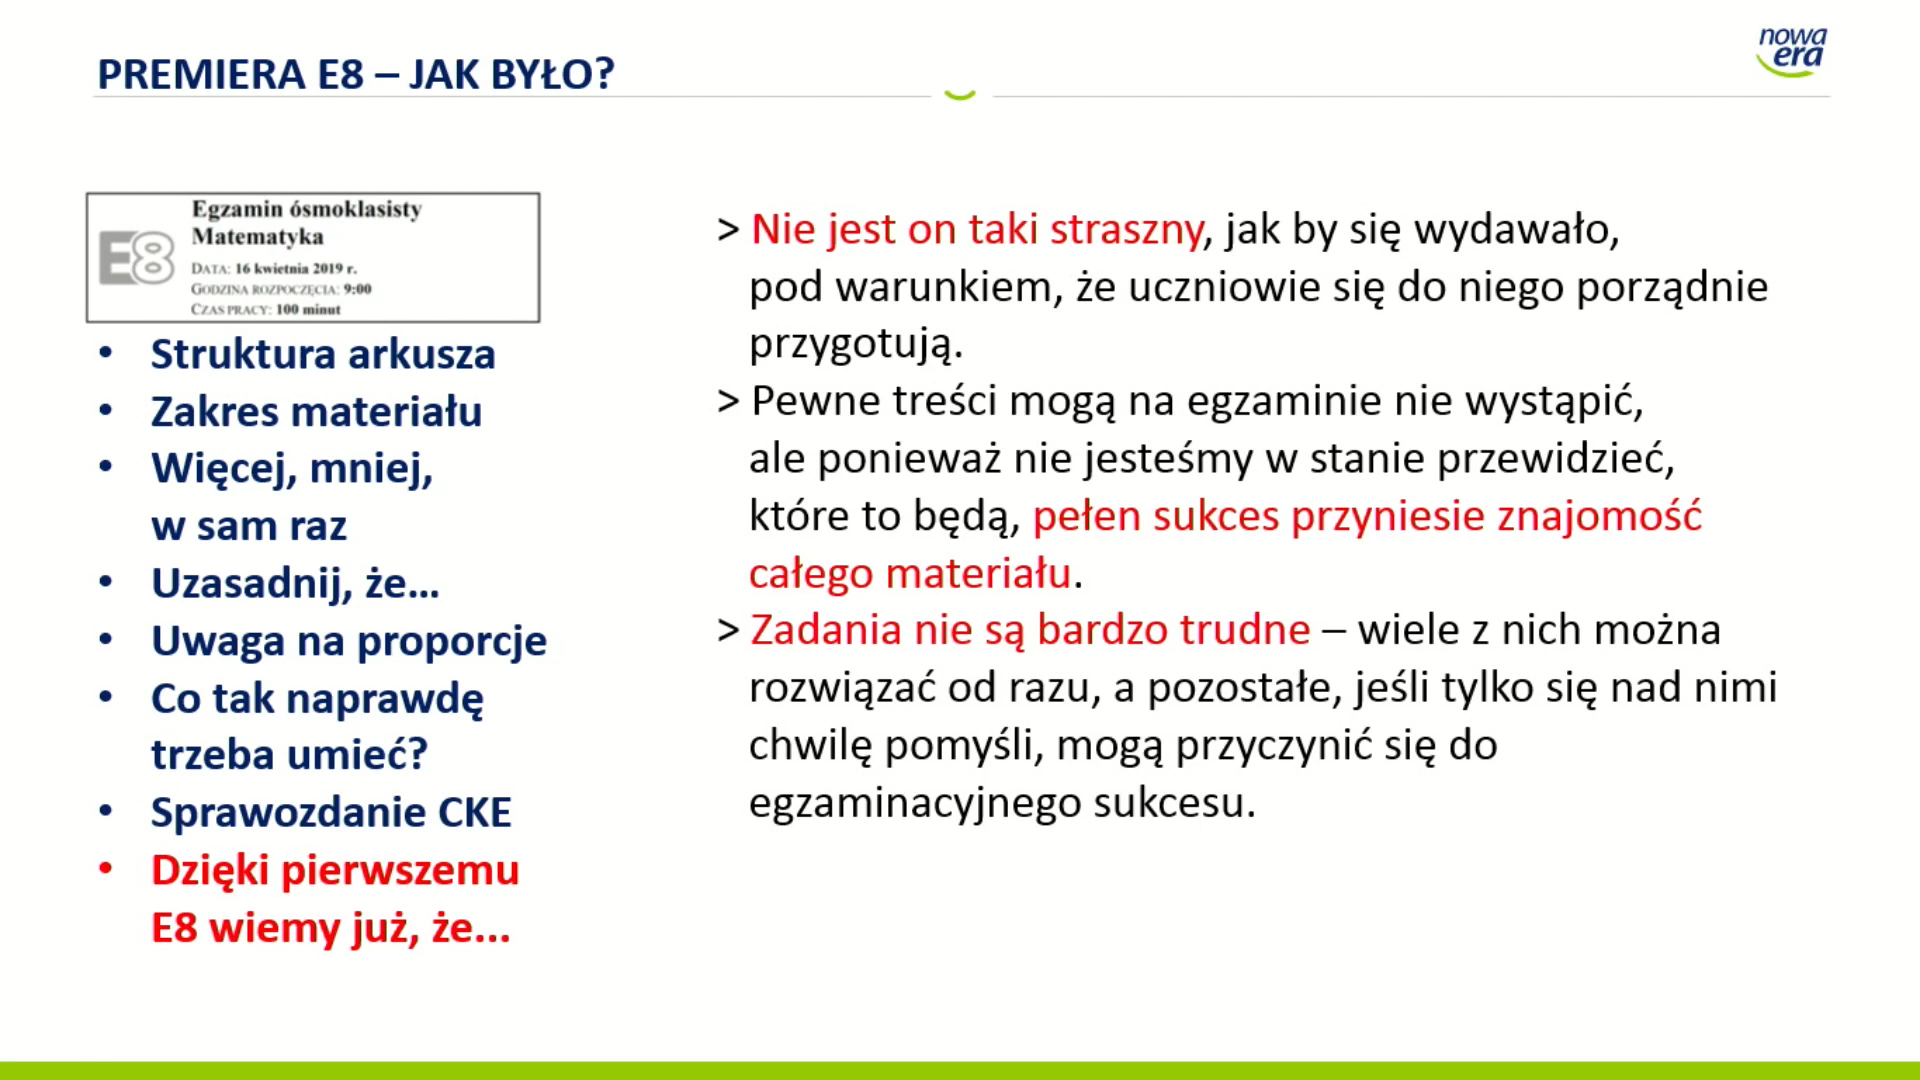 PREMIERA E8 – JAK BYŁO?
nowa
era
Egzamin ósmoklasisty
Matematyka
E8
DATA: 16 kwietnia 2019 r.
GODZINA ROZPOCZĘCIA: 9:00
CZAS PRACY: 100 minut
• Struktura arkusza
• Zakres materiału
• Więcej, mniej,
w sam raz
• Uzasadnij, że...
• Uwaga na proporcje
• Co tak naprawdę
trzeba umieć?
• Sprawozdanie CKE
• Dzięki pierwszemu
E8 wiemy już, że...
> Nie jest on taki straszny, jak by się wydawało,
pod warunkiem, że uczniowie się do niego porządnie
przygotują.
> Pewne treści mogą na egzaminie nie wystąpić,
ale ponieważ nie jesteśmy w stanie przewidzieć,
które to będą, pełen sukces przyniesie znajomość
całego materiału.
> Zadania nie są bardzo trudne – wiele z nich można
rozwiązać od razu, a pozostałe, jeśli tylko się nad nimi
chwilę pomyśli, mogą przyczynić się do
egzaminacyjnego sukcesu.